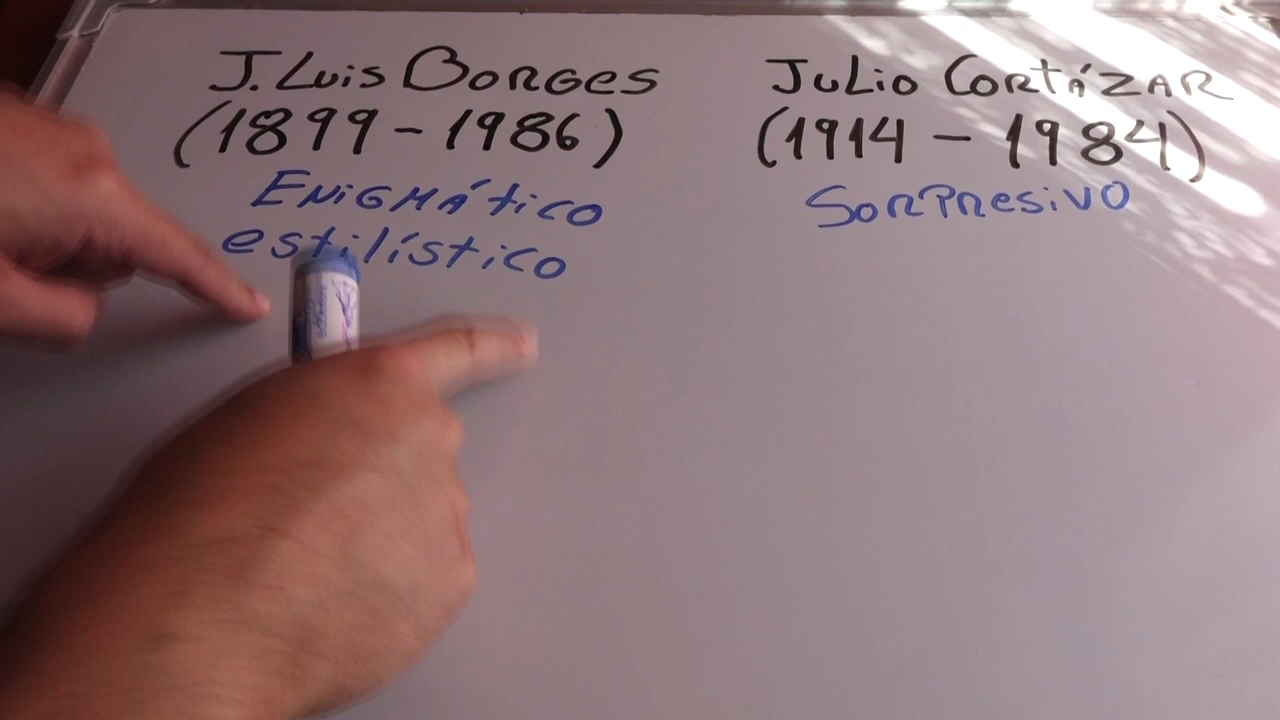 J. Luis Borges
(1899 - 1986)
Enigmático
estilístico
Julio Cortázar
(1914 - 1984)
Sorpresivo